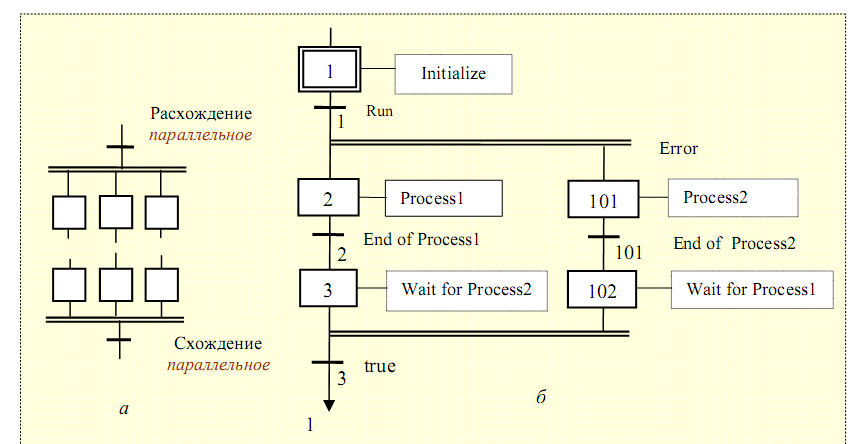 1
Initialize
Расхождение
параллельное
1
Run
Error
2
Process1
101
Process2
2
End of Process1
101
End of Process2
3
Wait for Process2
102
Wait for Process1
Схождение
параллельное
3
true
а
1
б